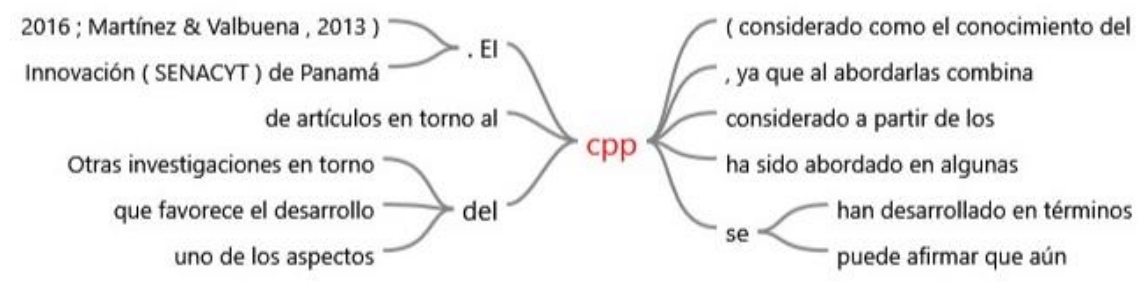 2016 ; Martínez & Valbuena , 2013 )
Innovación ( SENACYT ) de Panamá
. El
de artículos en torno al
Otras investigaciones en torno
que favorece el desarrollo
uno de los aspectos
del
cpp
( considerado como el conocimiento del
, ya que al abordarlas combina
considerado a partir de los
ha sido abordado en algunas
se
han desarrollado en términos
puede afirmar que aún